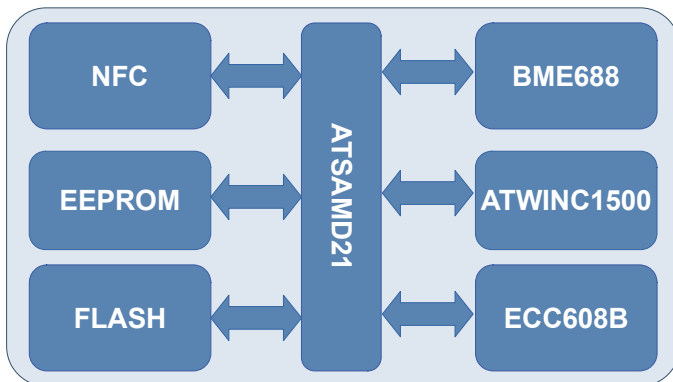 NFC
BME688
EEPROM
ATSAMD21
ATWINC1500
FLASH
ECC608B